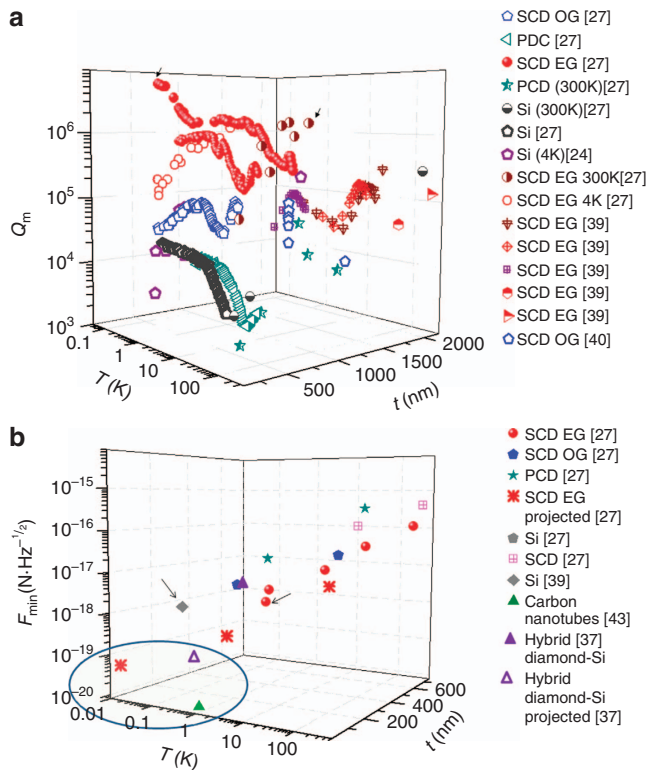 a
Q_m
10^6
10^5
10^4
10^3
0.1
1
10
100
T (K)
500
1000
1500
2000
t (nm)
SCD OG [27]
PDC [27]
SCD EG [27]
PCD (300K)[27]
Si (300K)[27]
Si [27]
Si (4K)[24]
SCD EG 300K[27]
SCD EG 4K [27]
SCD EG [39]
SCD EG [39]
SCD EG [39]
SCD EG [39]
SCD EG [39]
SCD OG [40]
b
F_min (N·Hz^−1/2)
10^−15
10^−16
10^−17
10^−18
10^−19
10^−20
0.01
0.1
1
10
100
T (K)
200
400
600
t (nm)
SCD EG [27]
SCD OG [27]
PCD [27]
SCD EG
projected [27]
Si [27]
SCD [27]
Si [39]
Carbon
nanotubes [43]
Hybrid [37]
diamond-Si
Hybrid
diamond-Si
projected [37]